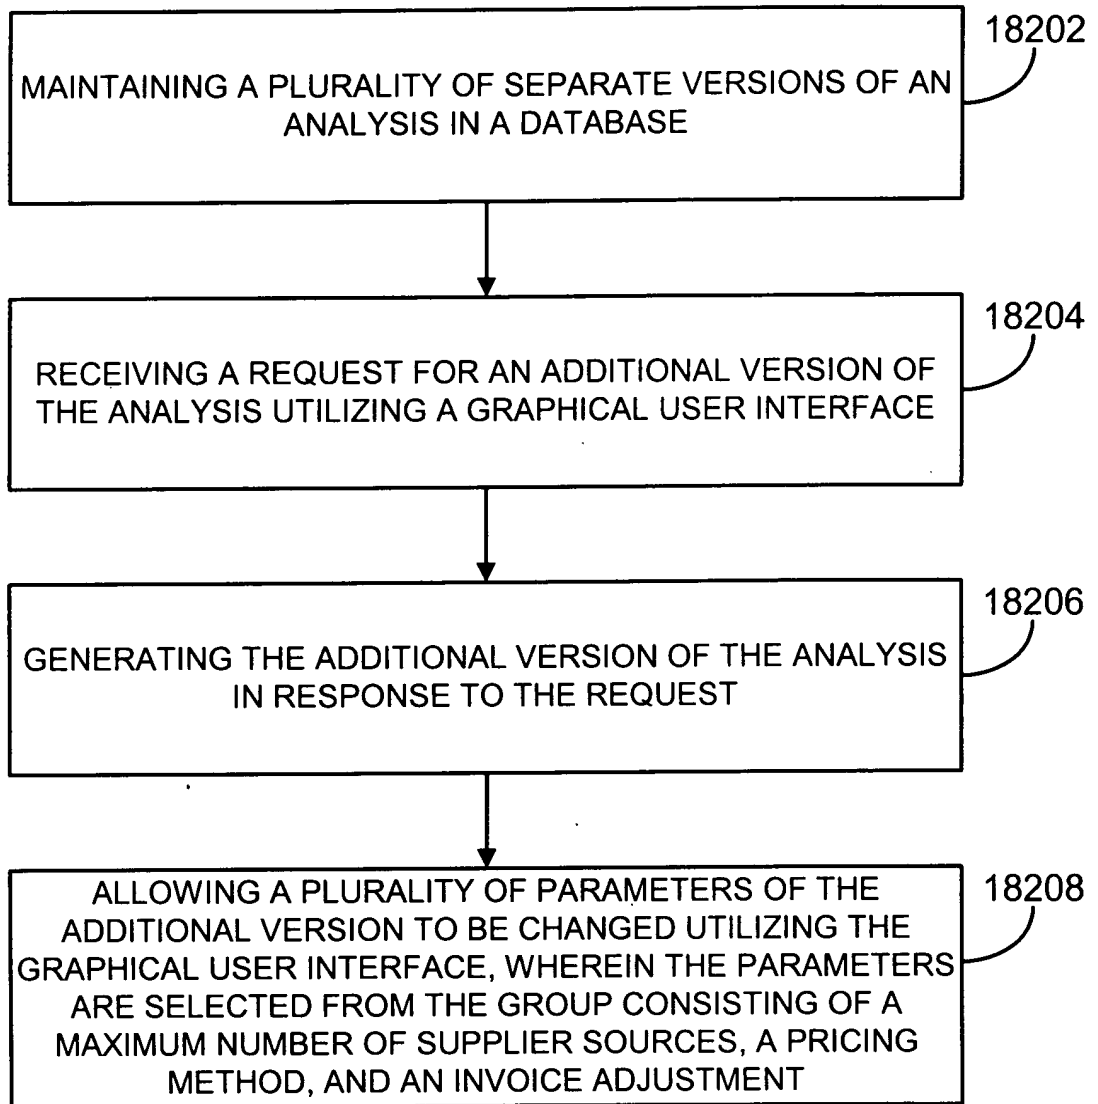 18202
MAINTAINING A PLURALITY OF SEPARATE VERSIONS OF AN
ANALYSIS IN A DATABASE
18204
RECEIVING A REQUEST FOR AN ADDITIONAL VERSION OF
THE ANALYSIS UTILIZING A GRAPHICAL USER INTERFACE
18206
GENERATING THE ADDITIONAL VERSION OF THE ANALYSIS
IN RESPONSE TO THE REQUEST
18208
ALLOWING A PLURALITY OF PARAMETERS OF THE
ADDITIONAL VERSION TO BE CHANGED UTILIZING THE
GRAPHICAL USER INTERFACE, WHEREIN THE PARAMETERS
ARE SELECTED FROM THE GROUP CONSISTING OF A
MAXIMUM NUMBER OF SUPPLIER SOURCES, A PRICING
METHOD, AND AN INVOICE ADJUSTMENT